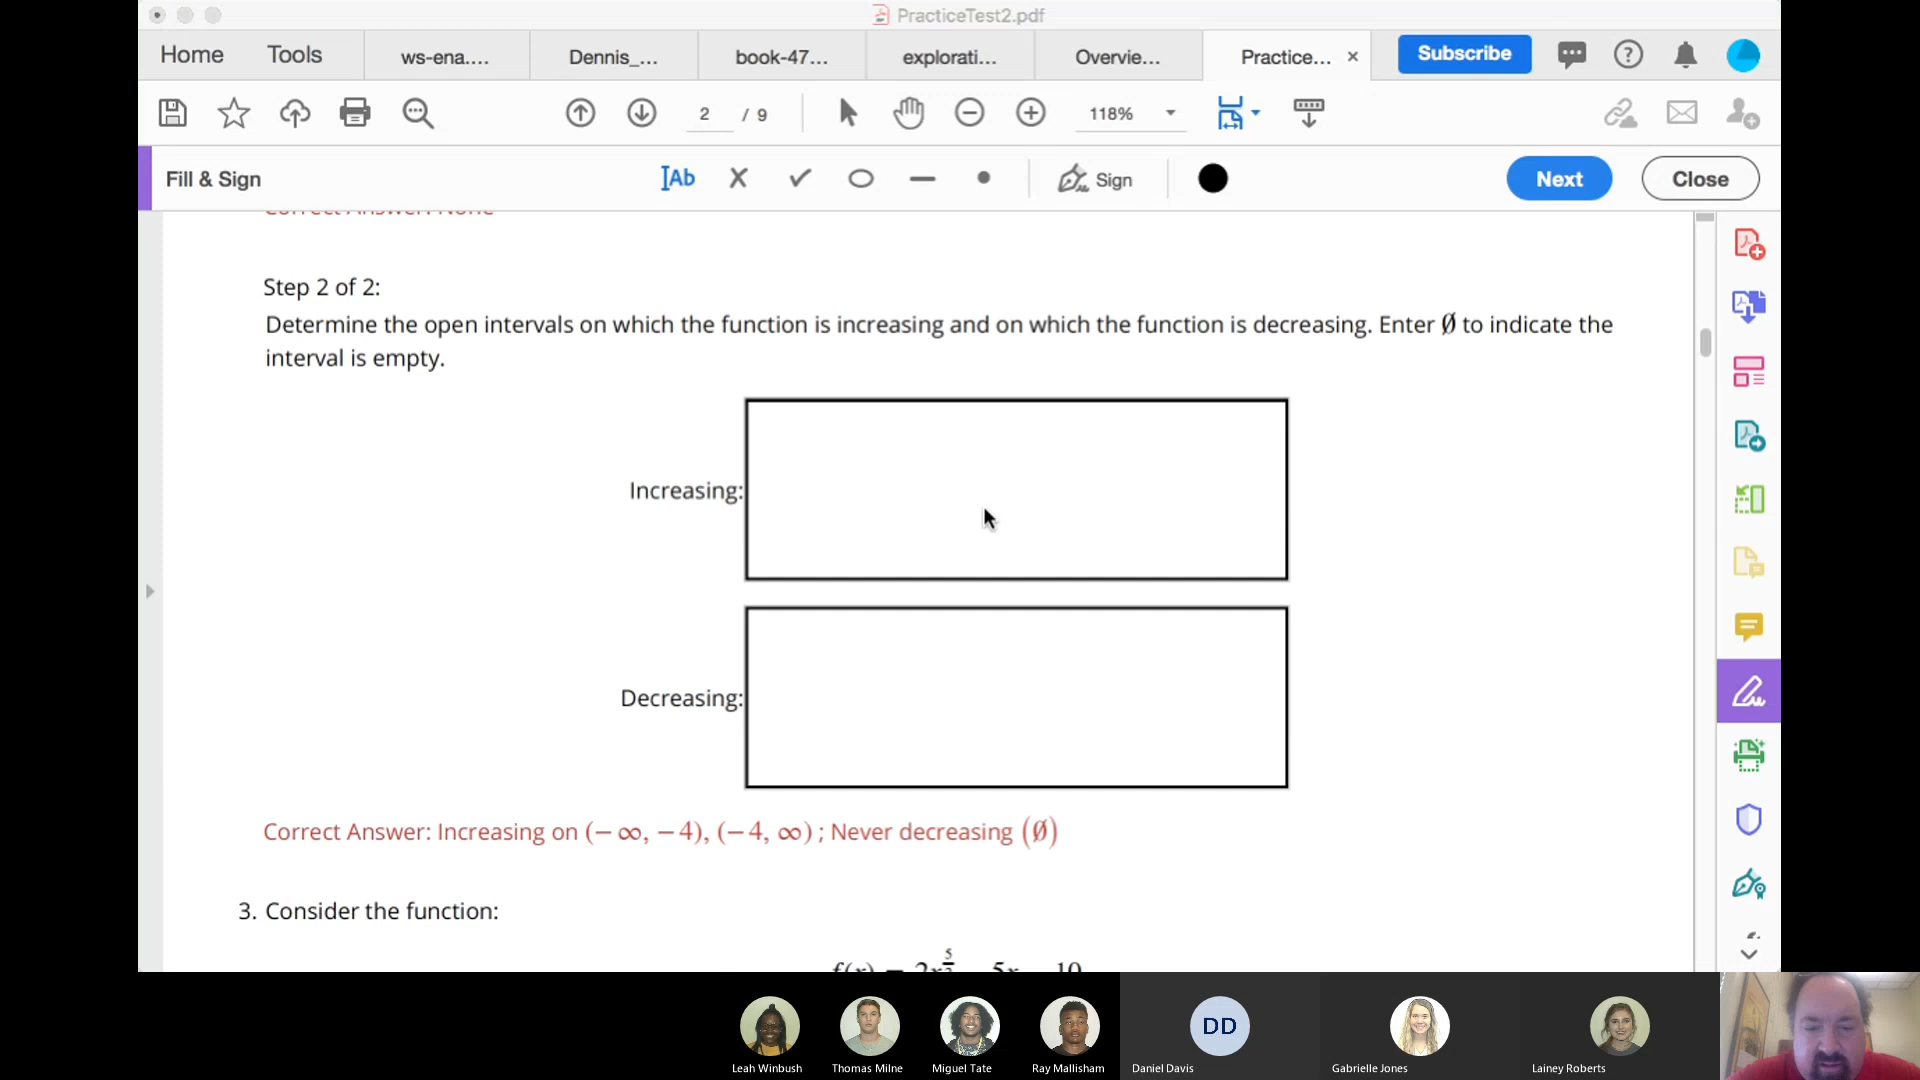 PracticeTest2.pdf
Home Tools ws-ena.... Dennis_... book-47... explorati... Overvie... Practice... × Subscribe
2 / 9 118%
Fill & Sign Ab Sign Next Close
Correct Answer: None
Step 2 of 2:
Determine the open intervals on which the function is increasing and on which the function is decreasing. Enter Ø to indicate the
interval is empty.
Increasing:
Decreasing:
Correct Answer: Increasing on (− ∞, − 4), (− 4, ∞) ; Never decreasing (Ø)
3. Consider the function:
DD
Leah Winbush Thomas Milne Miguel Tate Ray Mallisham Daniel Davis Gabrielle Jones Lainey Roberts